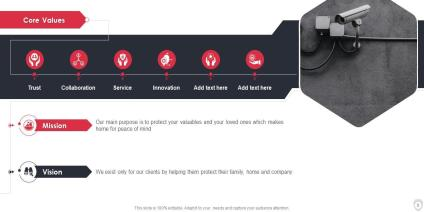 Core Values
Trust
Collaboration
Service
Innovation
Add text here
Add text here
Mission
Our main purpose is to protect your valuables and your loved ones which makes
home for peace of mind
Vision
We exist only for our clients by helping them protect their family, home and company
This slide is 100% editable. Adapt it to your needs and capture your audience attention.